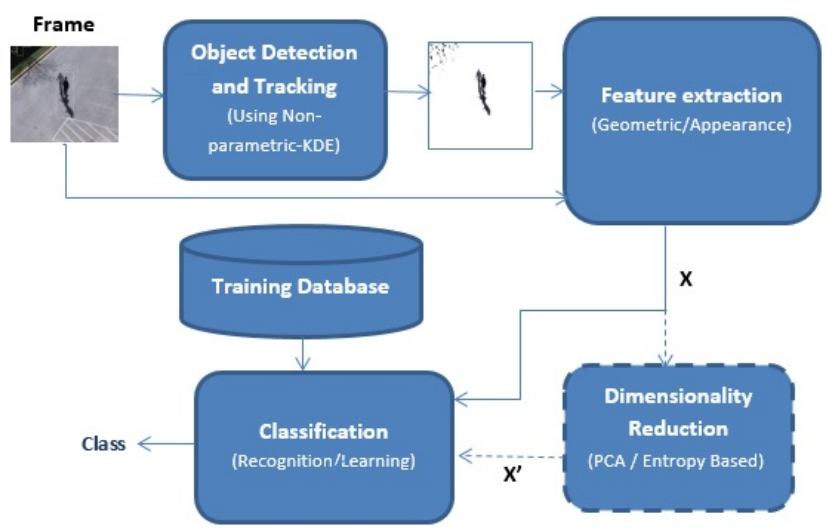 Frame
Object Detection
and Tracking
(Using Non-
parametric-KDE)
Feature extraction
(Geometric/Appearance)
Training Database
X
Classification
(Recognition/Learning)
Class
Dimensionality
Reduction
(PCA / Entropy Based)
X’